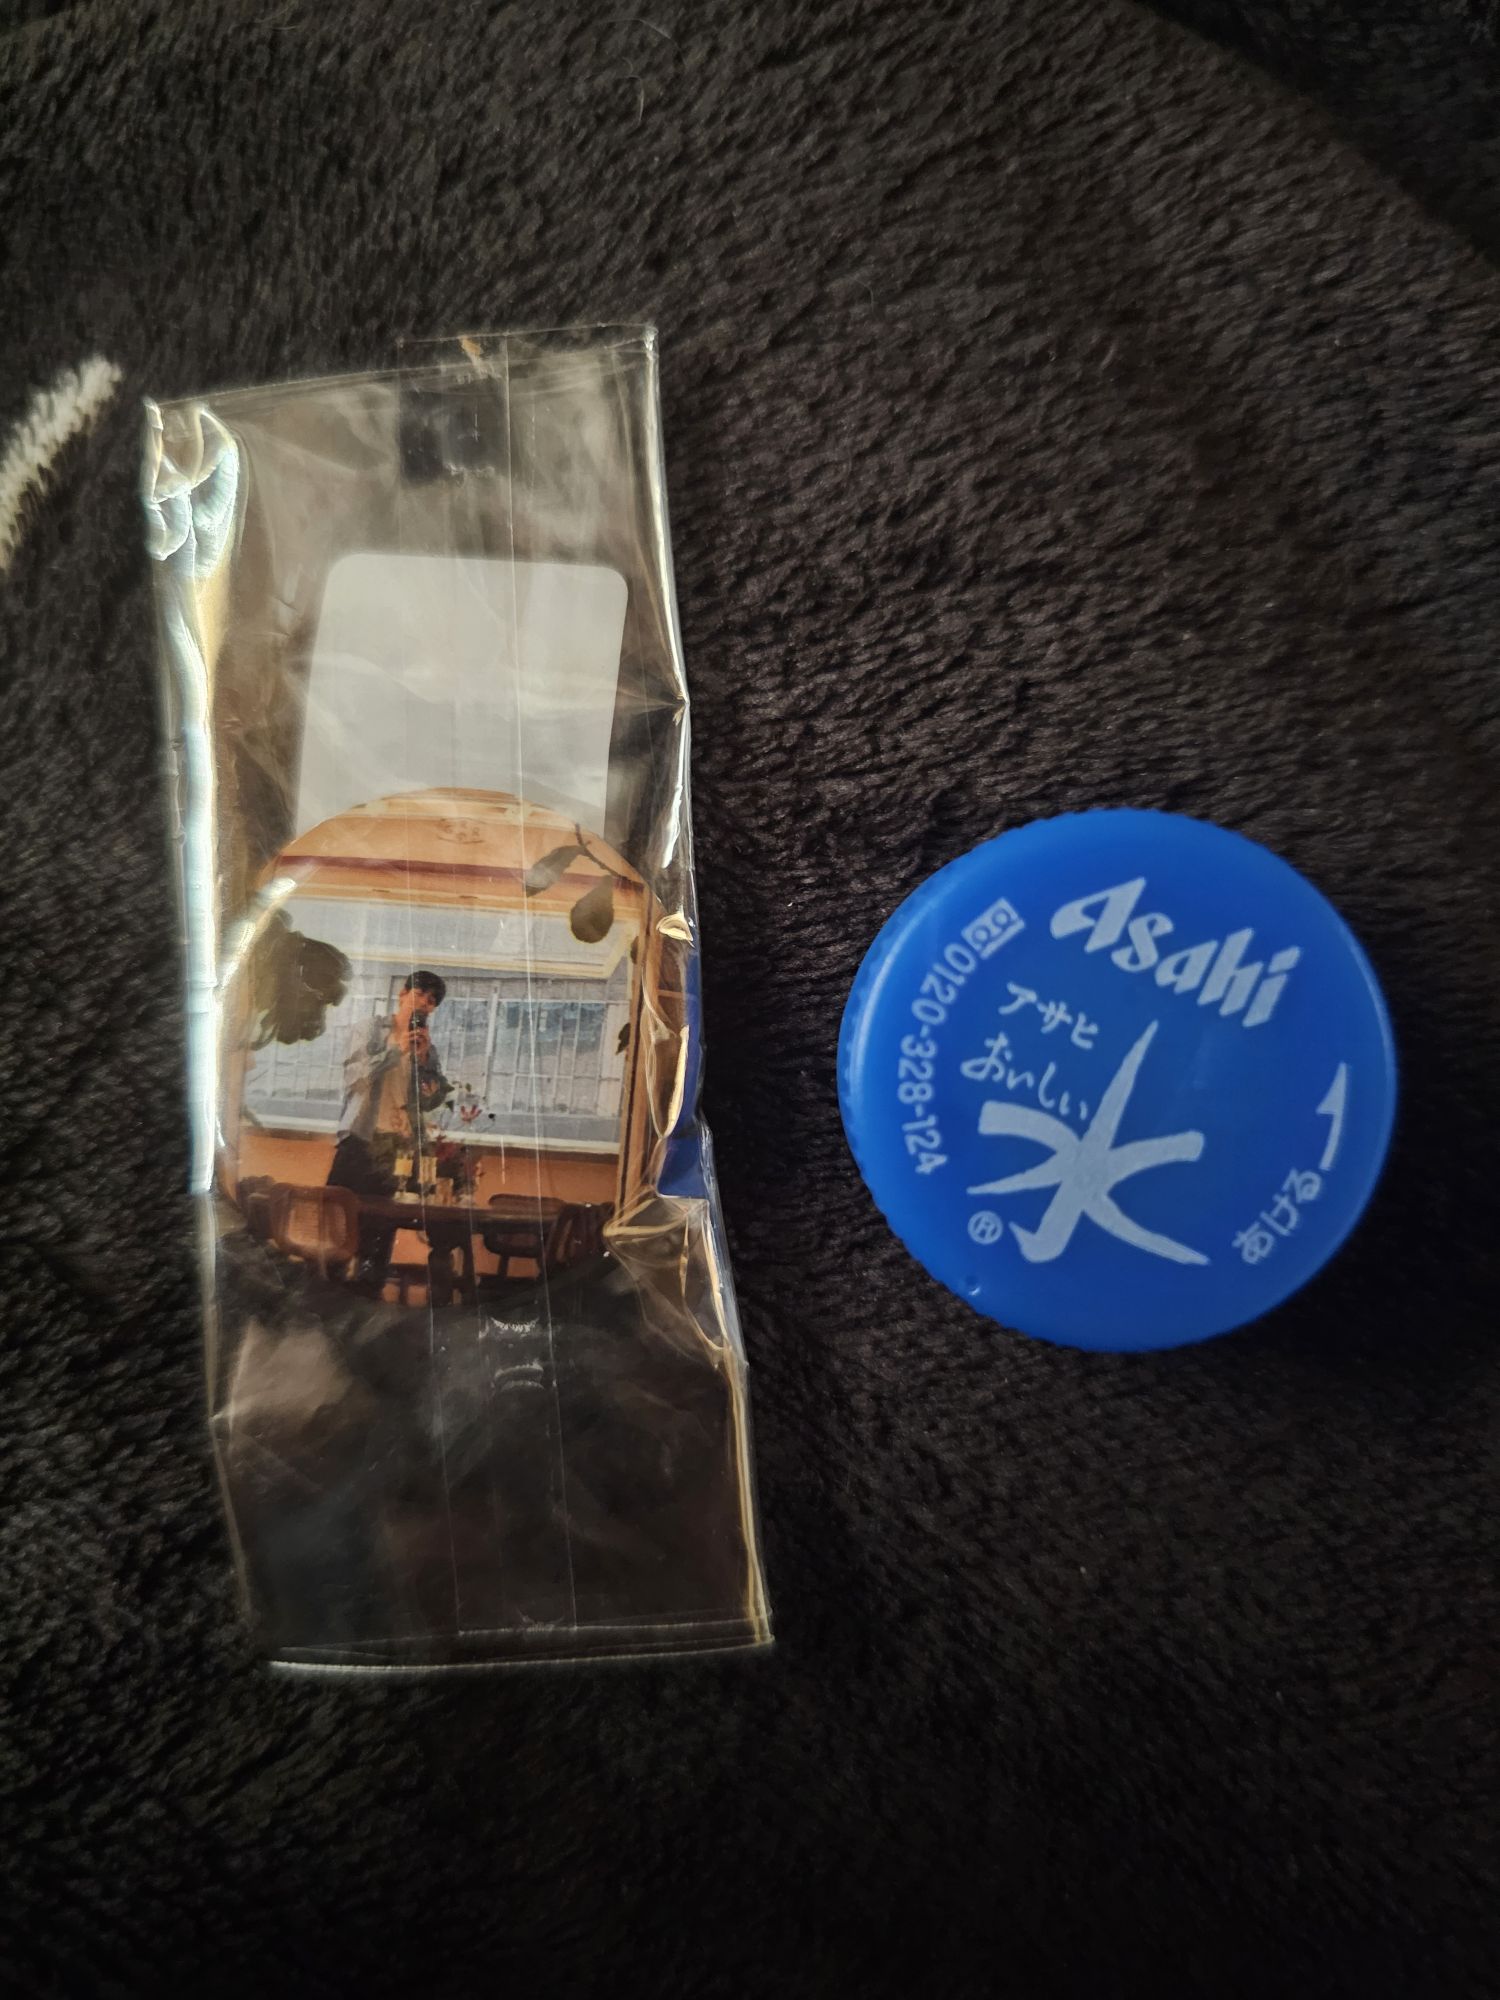 Asahi
アサヒ
おいしい
水
®
0120-328-124
あける